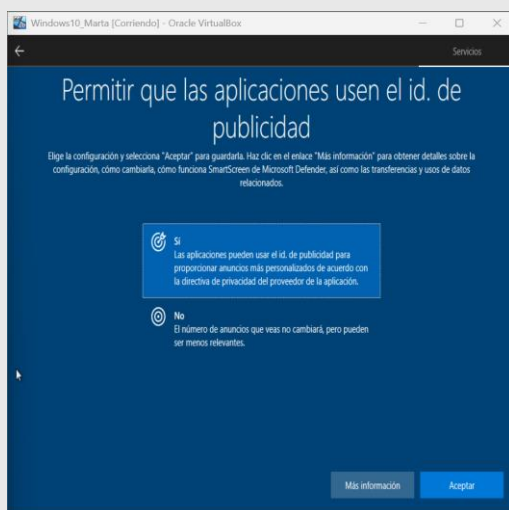 Windows10_Marta [Corriendo] - Oracle VirtualBox
Servicios
Permitir que las aplicaciones usen el id. de
publicidad
Elige la configuración y selecciona "Aceptar" para guardarla. Haz clic en el enlace "Más información" para obtener detalles sobre la
configuración, cómo cambiarla, cómo funciona SmartScreen de Microsoft Defender, así como las transferencias y usos de datos
relacionados.
Sí
Las aplicaciones pueden usar el id. de publicidad para
proporcionar anuncios más personalizados de acuerdo con
la directiva de privacidad del proveedor de la aplicación.
No
El número de anuncios que veas no cambiará, pero pueden
ser menos relevantes.
Más información
Aceptar